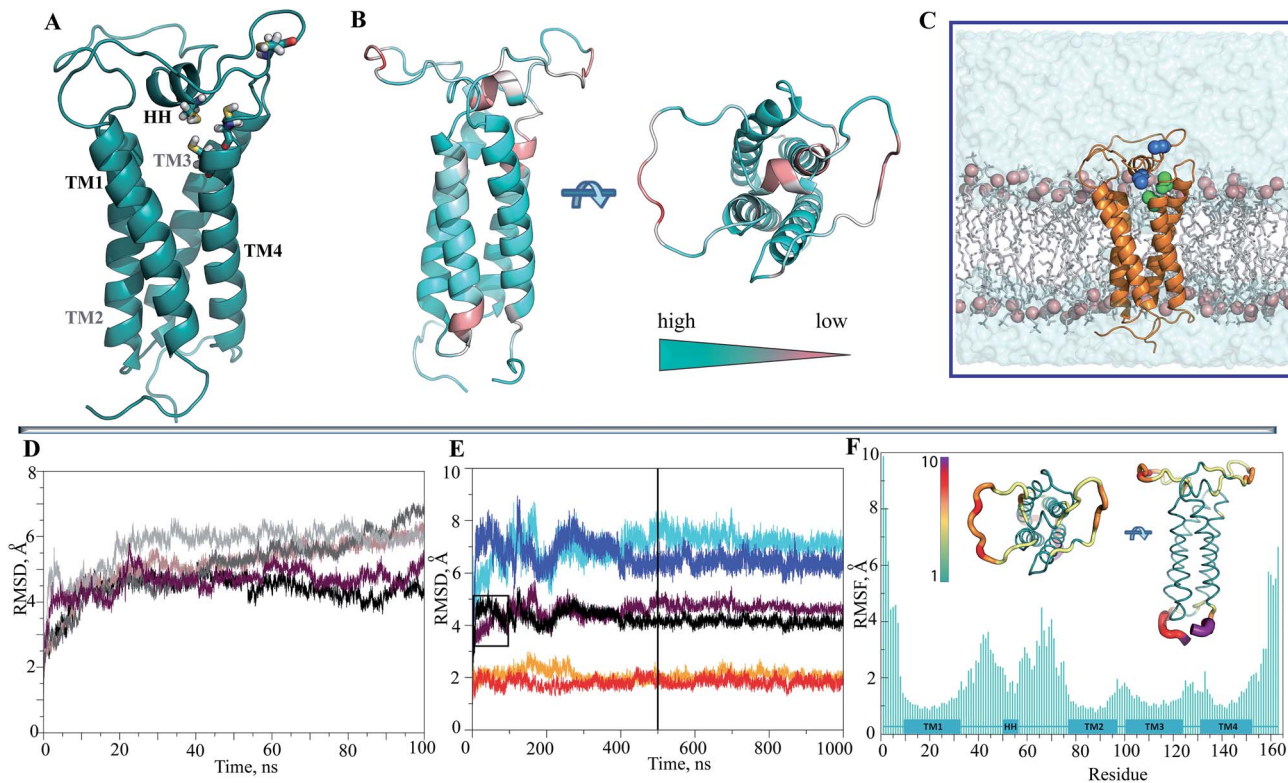 A
HH
TM3
TM1
TM4
TM2
B
high
low
C
D
RMSD, Å
8
6
4
2
0
0
20
40
60
80
100
Time, ns
E
RMSD, Å
10
8
6
4
2
0
0
200
400
600
800
1000
Time, ns
F
RMSF, Å
10
8
6
4
2
0
10
1
TM1
HH
TM2
TM3
TM4
0
20
40
60
80
100
120
140
160
Residue